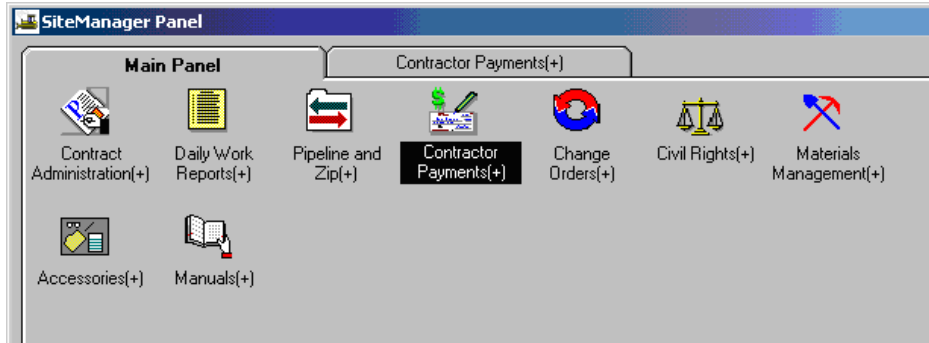 SiteManager Panel
Main Panel
Contractor Payments(+)
Contract
Administration(+)
Daily Work
Reports(+)
Pipeline and
Zip(+)
Contractor
Payments(+)
Change
Orders(+)
Civil Rights(+)
Materials
Management(+)
Accessories(+)
Manuals(+)